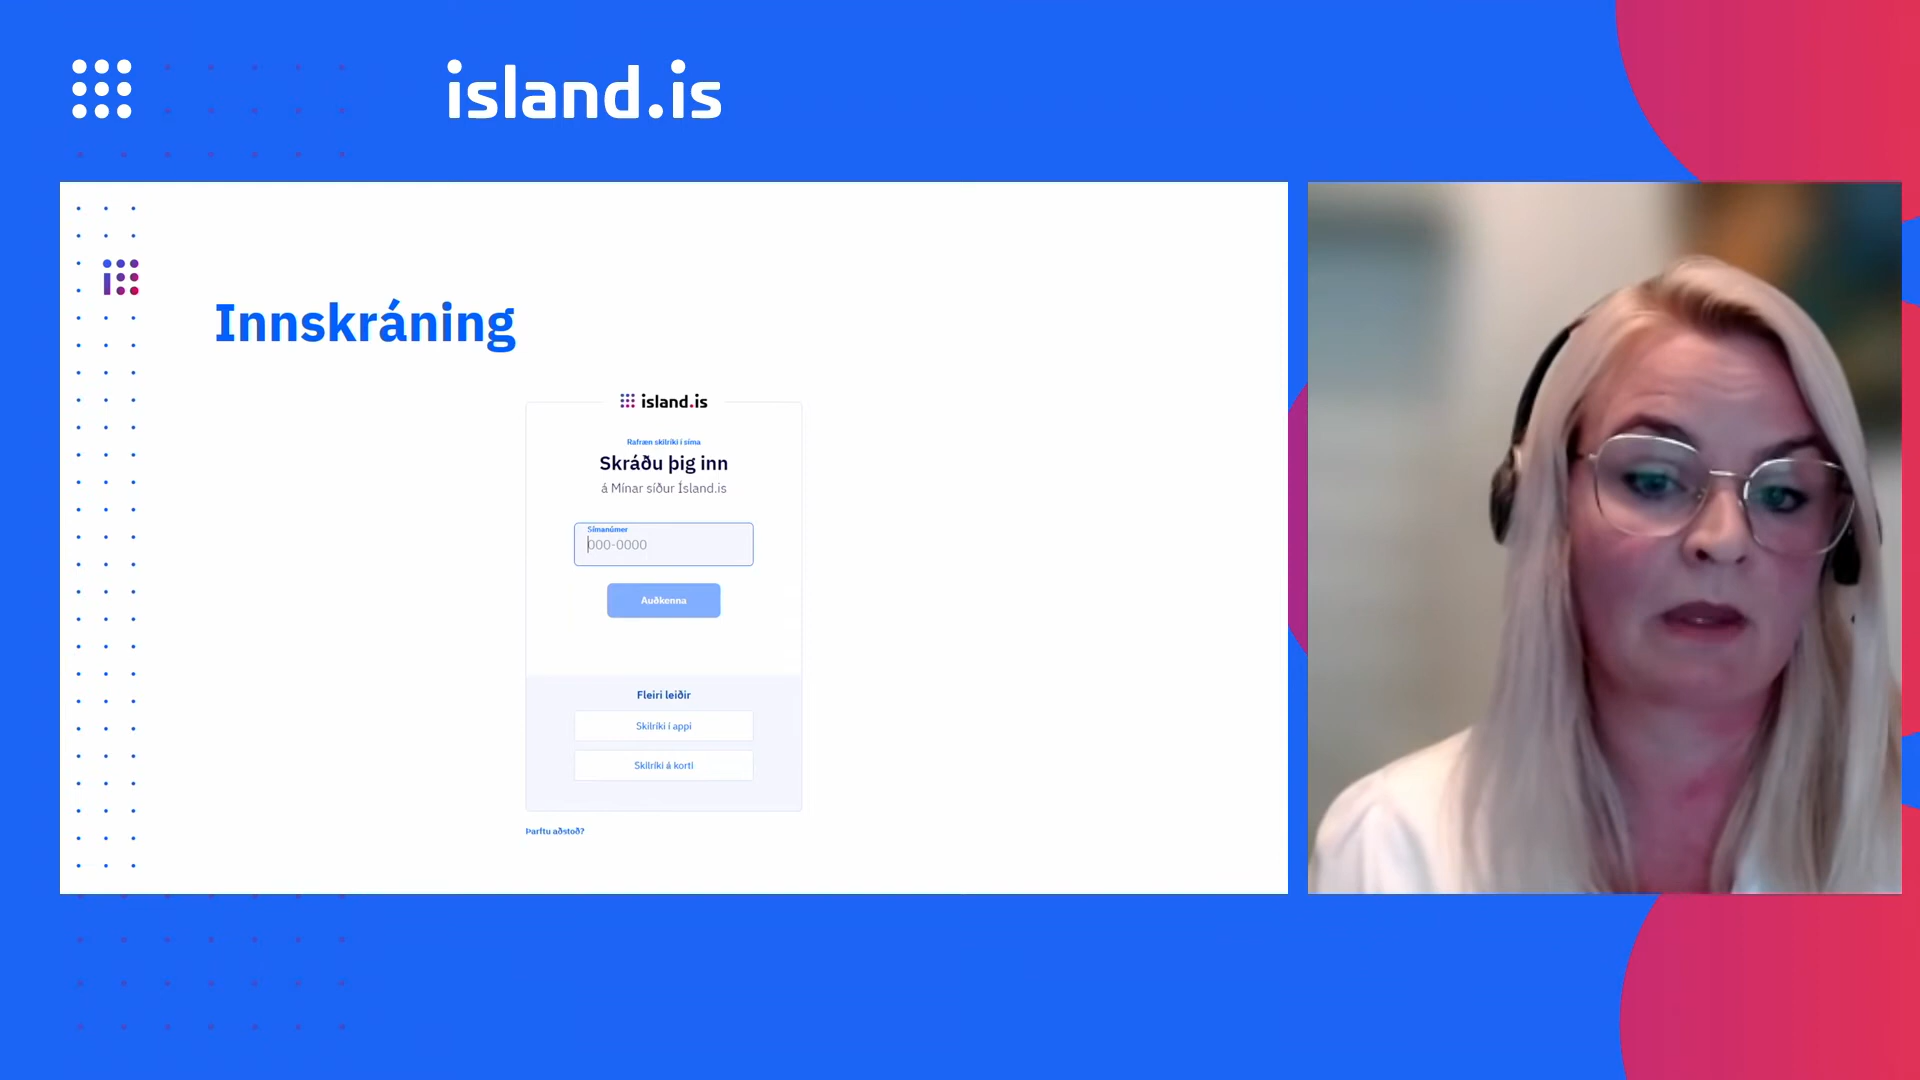 island.is
Innskráning
island.is
Rafræn skilríki í síma
Skráðu þig inn
á Mínar síður Ísland.is
Símanúmer
000-0000
Auðkenna
Fleiri leiðir
Skilríki í appi
Skilríki á korti
Þarftu aðstoð?